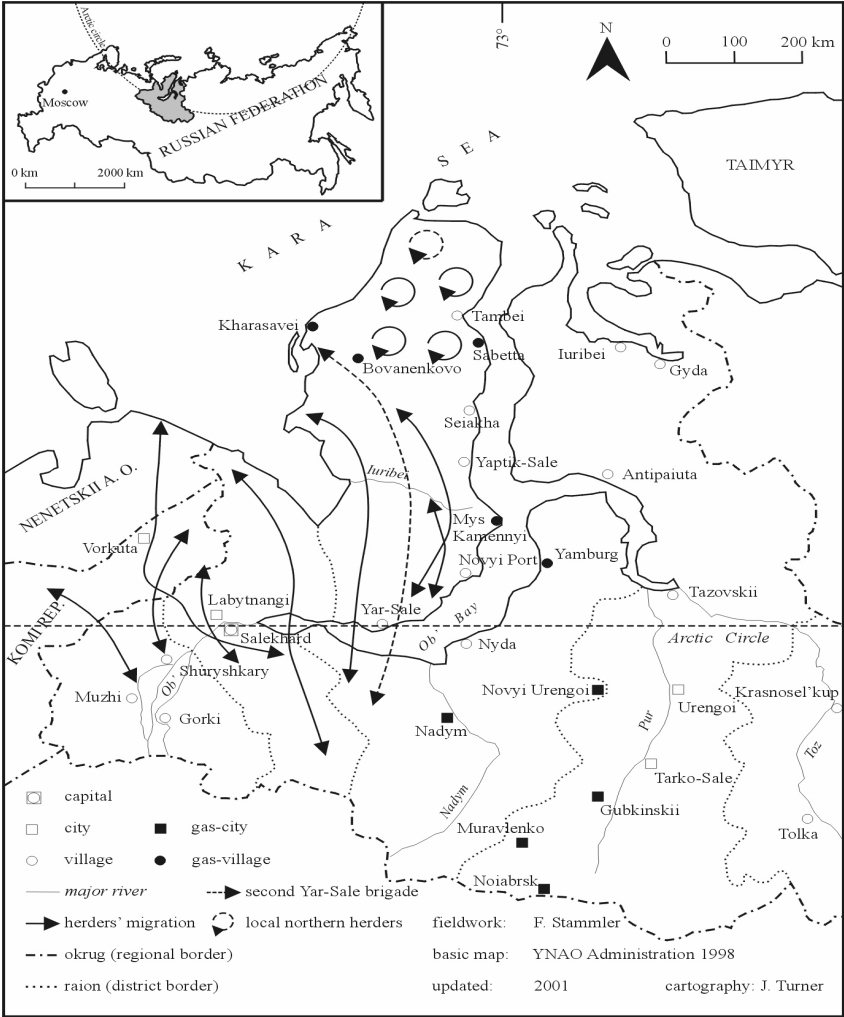 Arctic circle
Moscow
RUSSIAN FEDERATION
0 km
2000 km
73°
N
0
100
200 km
KARA SEA
TAIMYR
Kharasavei
Tambei
Sabetta
Bovanenkovo
Iuribei
Gyda
Seiakha
Yaptik-Sale
Antipaiuta
Iuribei
NENETSKII A. O.
Vorkuta
Mys
Kamennyi
Novyi Port
Yamburg
Tazovskii
KOMI REP.
Labytnangi
Salekhard
Yar-Sale
Ob' Bay
Nyda
Arctic Circle
Shuryshkary
Ob'
Muzhi
Gorki
Novyi Urengoi
Urengoi
Krasnosel'kup
Nadym
Pur
Toz
Tarko-Sale
Nadym
Gubkinskii
Muravlenko
Tolka
Noiabrsk
capital
city
gas-city
village
gas-village
major river
second Yar-Sale brigade
herders' migration
local northern herders
okrug (regional border)
raion (district border)
fieldwork: F. Stammler
basic map: YNAO Administration 1998
updated: 2001
cartography: J. Turner